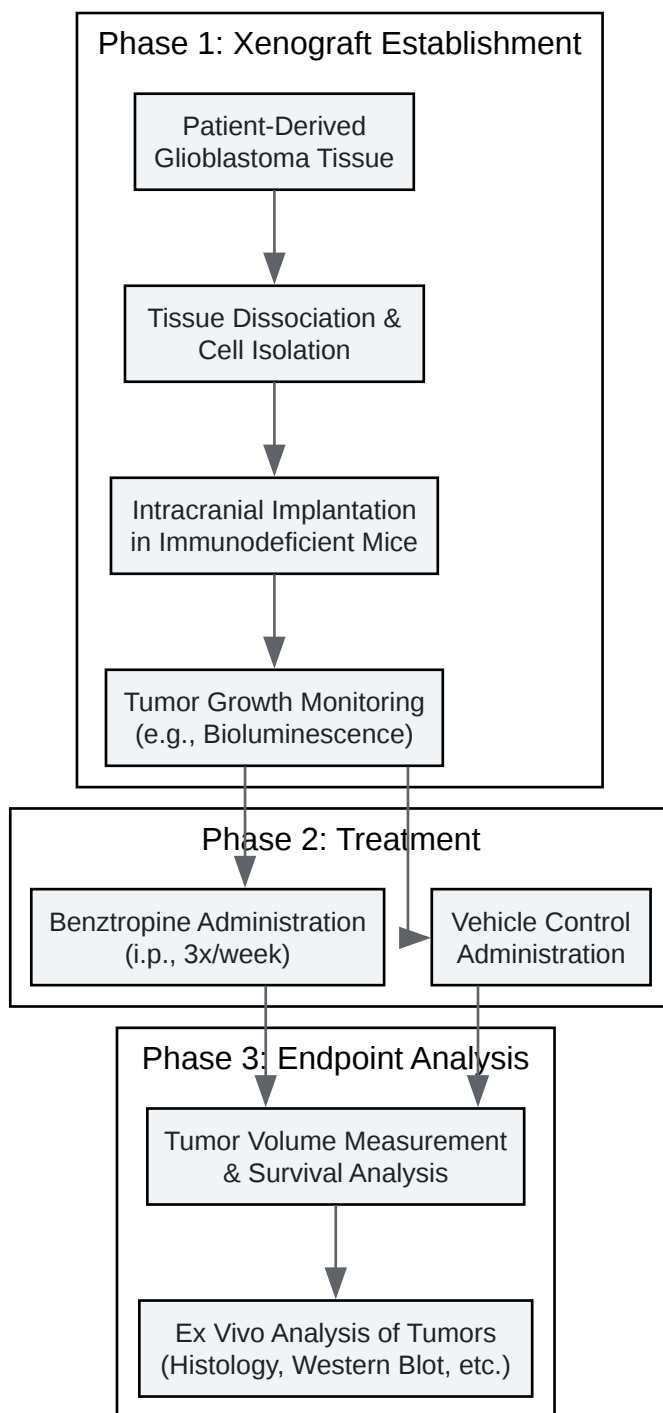 Phase 1: Xenograft Establishment
Patient-Derived
Glioblastoma Tissue
Tissue Dissociation &
Cell Isolation
Intracranial Implantation
in Immunodeficient Mice
Tumor Growth Monitoring
(e.g., Bioluminescence)
Phase 2: Treatment
Benztropine Administration
(i.p., 3x/week)
Vehicle Control
Administration
Phase 3: Endpoint Analysis
Tumor Volume Measurement
& Survival Analysis
Ex Vivo Analysis of Tumors
(Histology, Western Blot, etc.)